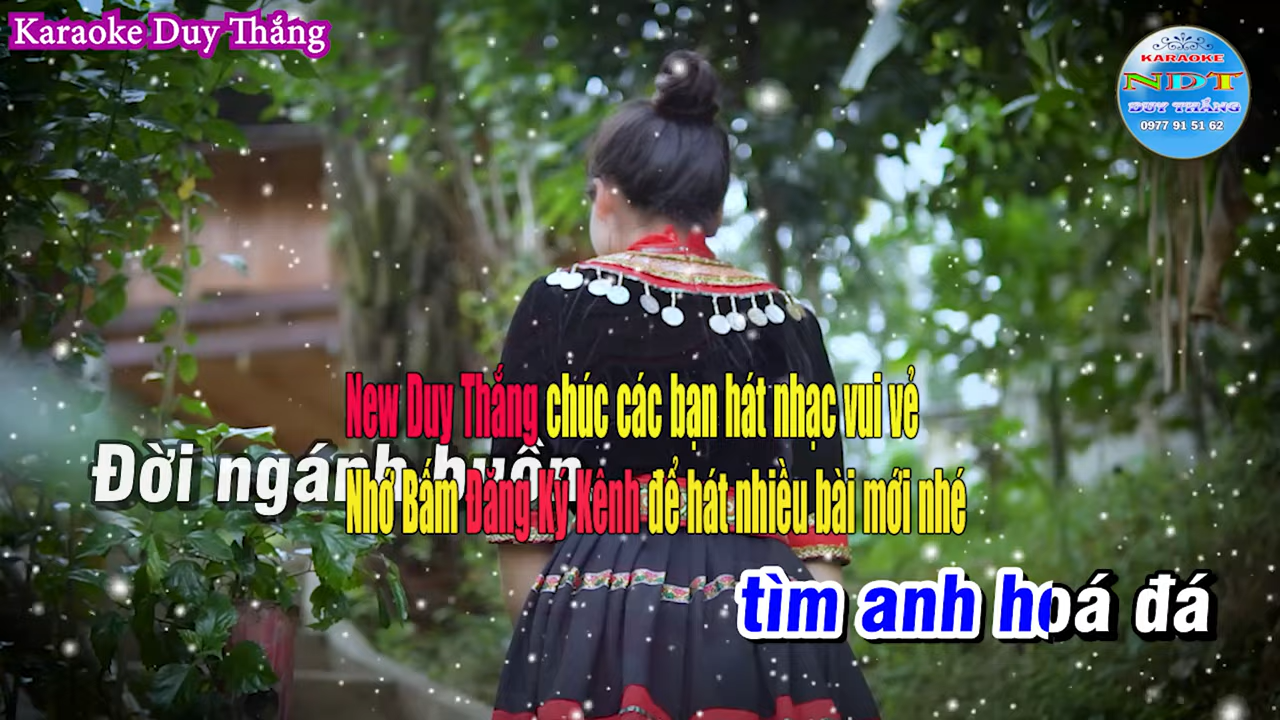 Karaoke Duy Thắng
KARAOKE
NDT
DUY THẮNG
0977 91 51 62
New Duy Thắng chúc các bạn hát nhạc vui vẻ
Đời ngánh buồn
Nhớ Bấm Đăng Ký Kênh để hát nhiều bài mới nhé
tìm anh hoá đá